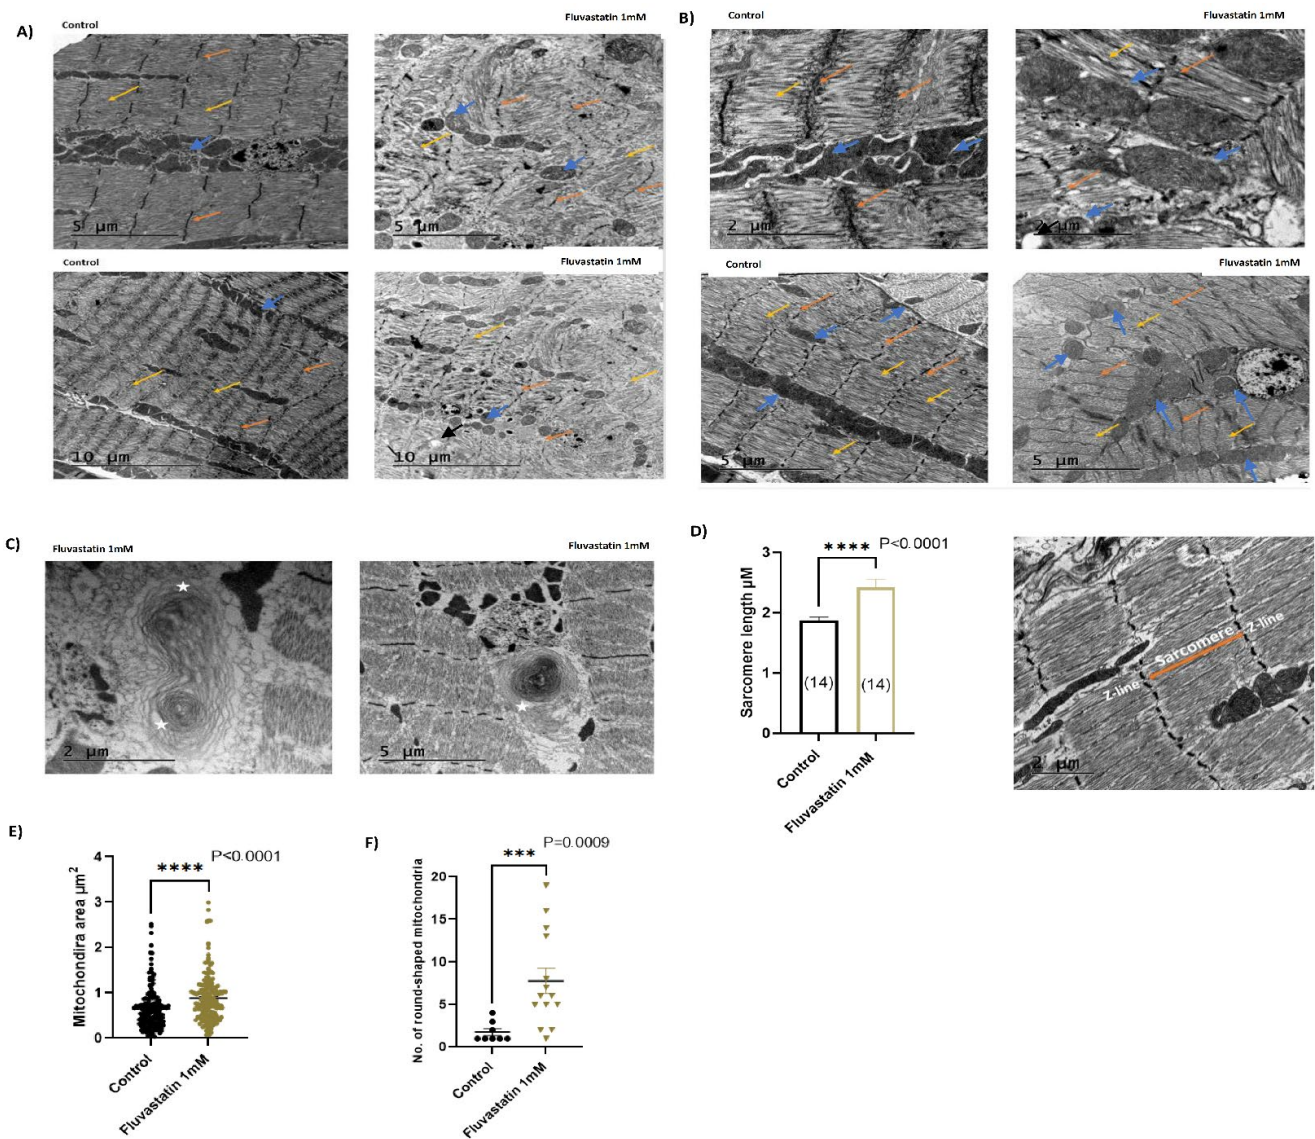 A)
Control
Fluvastatin 1mM
5 µm
5 µm
Control
Fluvastatin 1mM
10 µm
10 µm
B)
Control
Fluvastatin 1mM
2 µm
2 µm
Control
Fluvastatin 1mM
5 µm
5 µm
C)
Fluvastatin 1mM
Fluvastatin 1mM
2 µm
5 µm
D)
**** P<0.0001
Sarcomere length µM
3
2
1
0
(14)
(14)
Control
Fluvastatin 1mM
Z-line
Sarcomere
Z-line
2 µm
E)
P<0.0001
****
Mitochondira area µm²
4
3
2
1
0
Control
Fluvastatin 1mM
F)
P=0.0009
***
No. of round-shaped mitochondria
20
15
10
5
0
Control
Fluvastatin 1mM